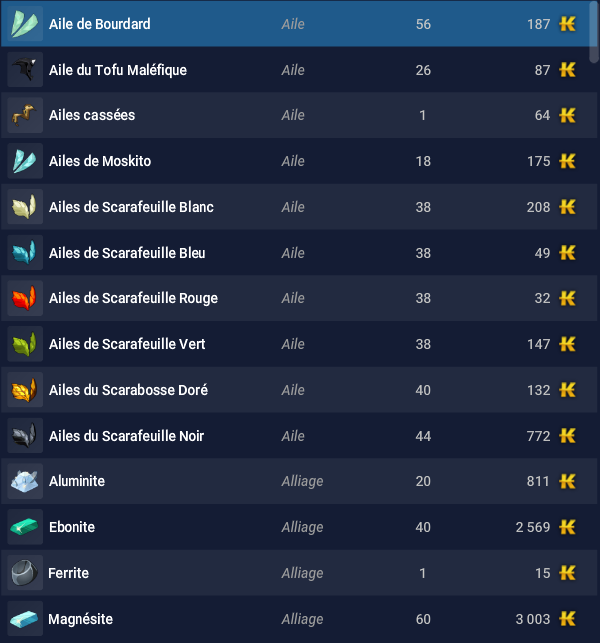 Aile de Bourdard Aile 56 187
Aile du Tofu Maléfique Aile 26 87
Ailes cassées Aile 1 64
Ailes de Moskito Aile 18 175
Ailes de Scarafeuille Blanc Aile 38 208
Ailes de Scarafeuille Bleu Aile 38 49
Ailes de Scarafeuille Rouge Aile 38 32
Ailes de Scarafeuille Vert Aile 38 147
Ailes du Scarabosse Doré Aile 40 132
Ailes du Scarafeuille Noir Aile 44 772
Aluminite Alliage 20 811
Ebonite Alliage 40 2 569
Ferrite Alliage 1 15
Magnésite Alliage 60 3 003